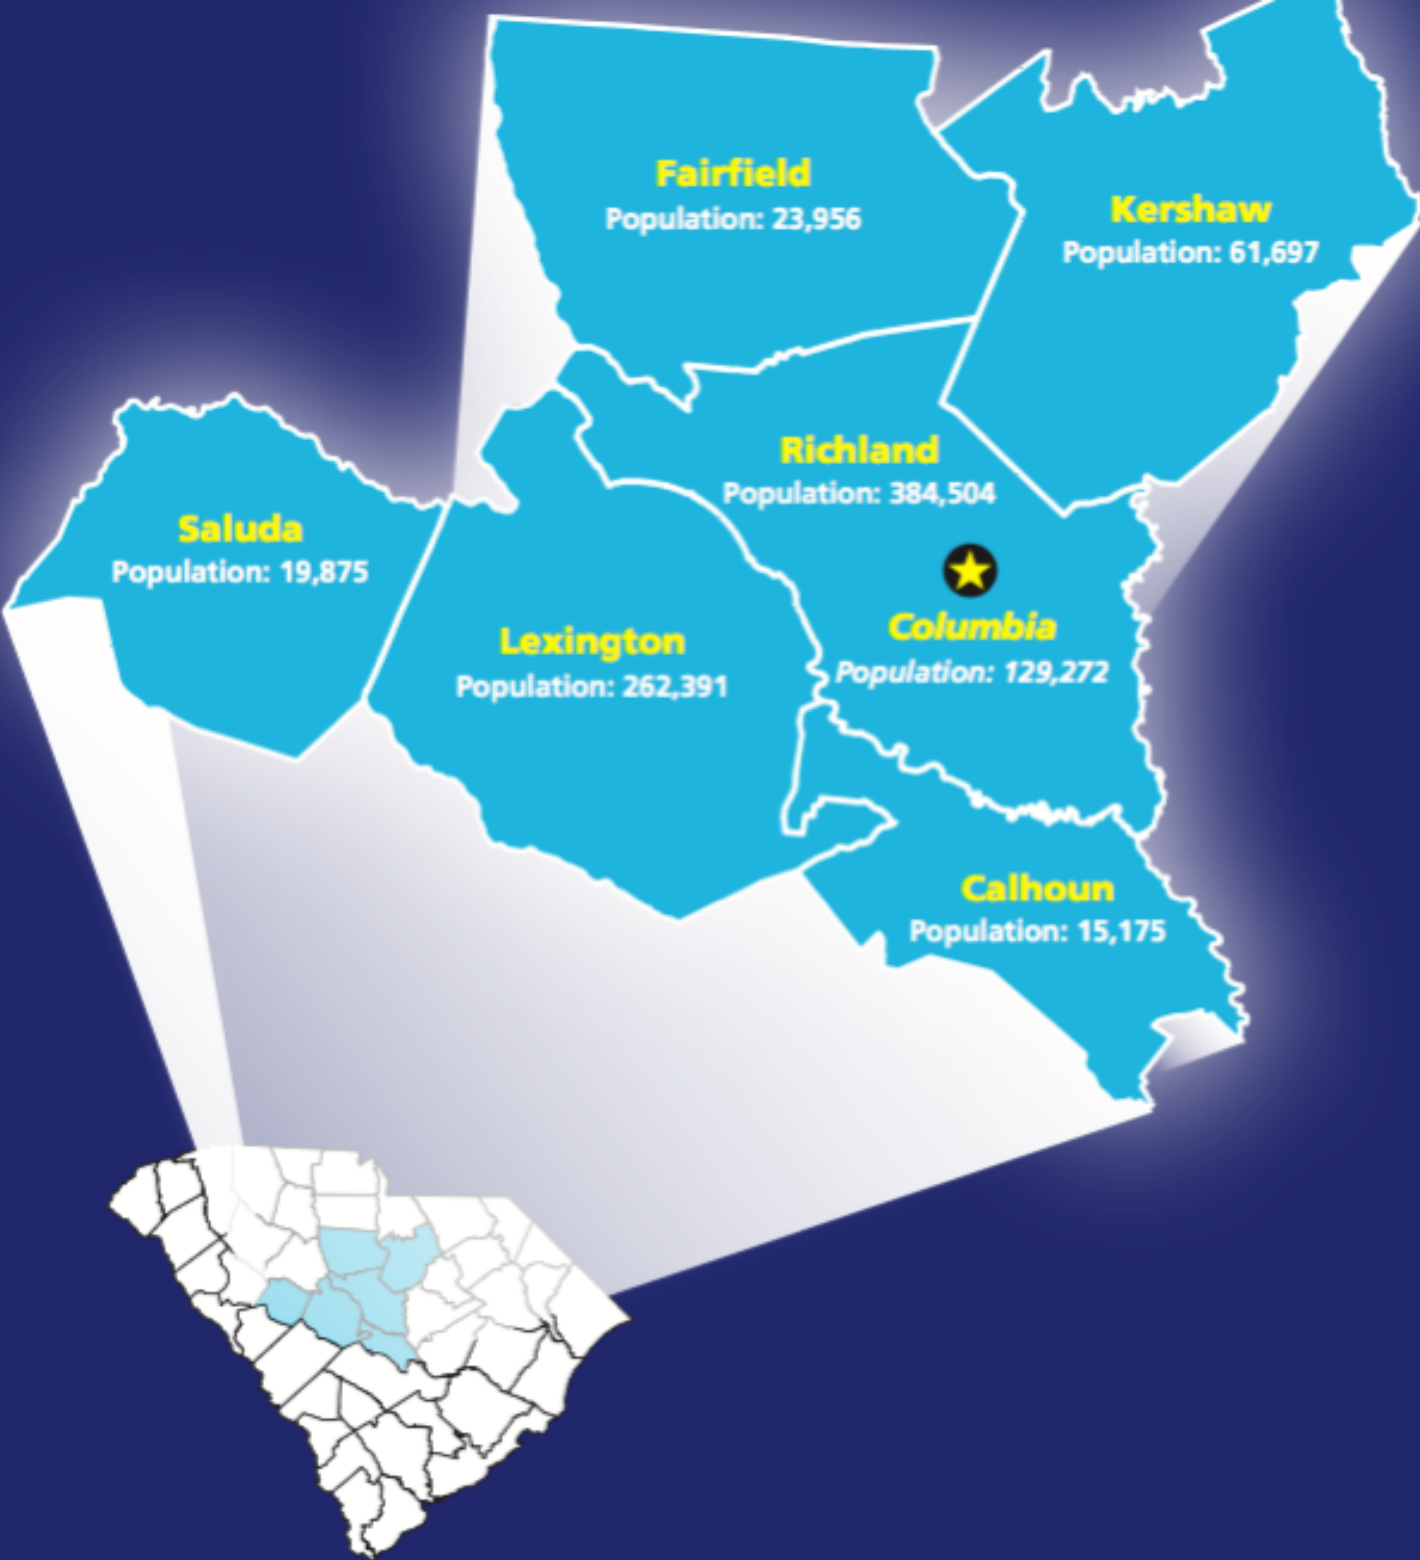 Fairfield
Population: 23,956
Kershaw
Population: 61,697
Richland
Population: 384,504
Saluda
Population: 19,875
Columbia
Population: 129,272
Lexington
Population: 262,391
Calhoun
Population: 15,175